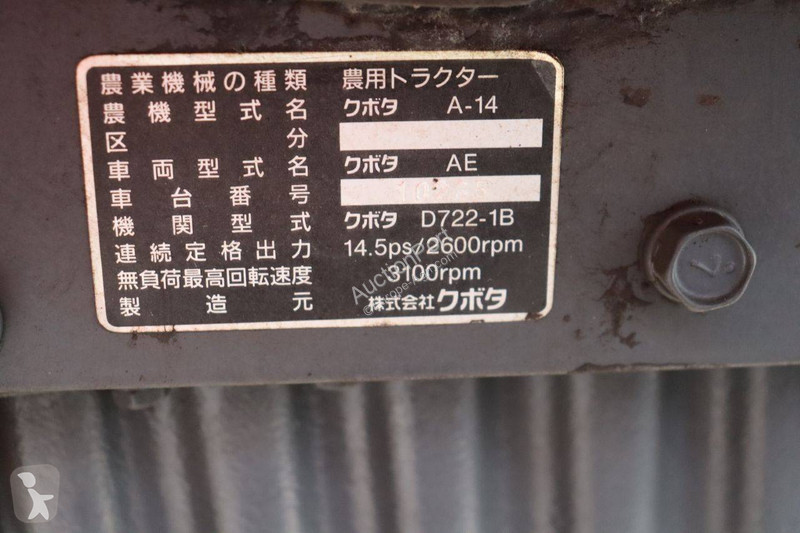 農業機械の種類 農用トラクター
農機型式名 クボタ A-14
区分
車両型式名 クボタ AE
車台番号
機関型式 クボタ D722-1B
連続定格出力 14.5ps/2600rpm
無負荷最高回転速度 3100rpm
製造元 株式会社クボタ
AuctionPort